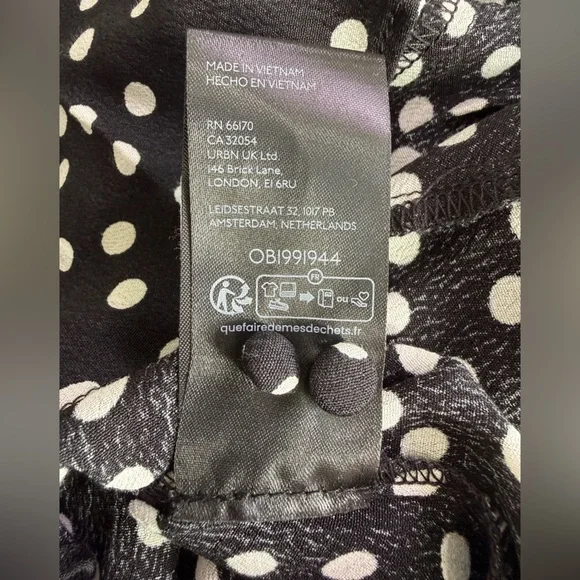 MADE IN VIETNAM
HECHO EN VIETNAM
RN 66170
CA 32054
URBN UK Ltd.
146 Brick Lane,
LONDON, E1 6RU
LEIDSESTRAAT 32, 1017 PB
AMSTERDAM, NETHERLANDS
OB1991944
FR
ou
quefairedemesdechets.fr